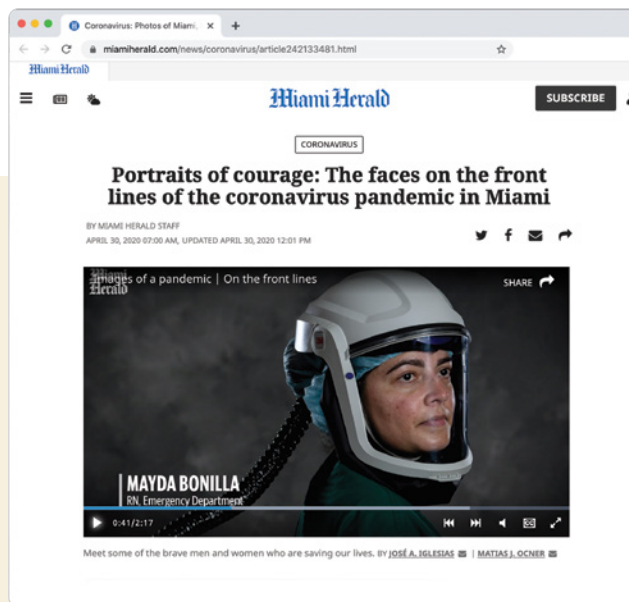 Coronavirus: Photos of Miami,
miamiherald.com/news/coronavirus/article242133481.html
Miami Herald
Miami Herald
SUBSCRIBE
CORONAVIRUS
Portraits of courage: The faces on the front
lines of the coronavirus pandemic in Miami
BY MIAMI HERALD STAFF
APRIL 30, 2020 07:00 AM, UPDATED APRIL 30, 2020 12:01 PM
Images of a pandemic | On the front lines
Miami
Herald
SHARE
MAYDA BONILLA
RN, Emergency Department
0:41/2:17
CC
Meet some of the brave men and women who are saving our lives. BY JOSÉ A. IGLESIAS | MATIAS J. OCNER